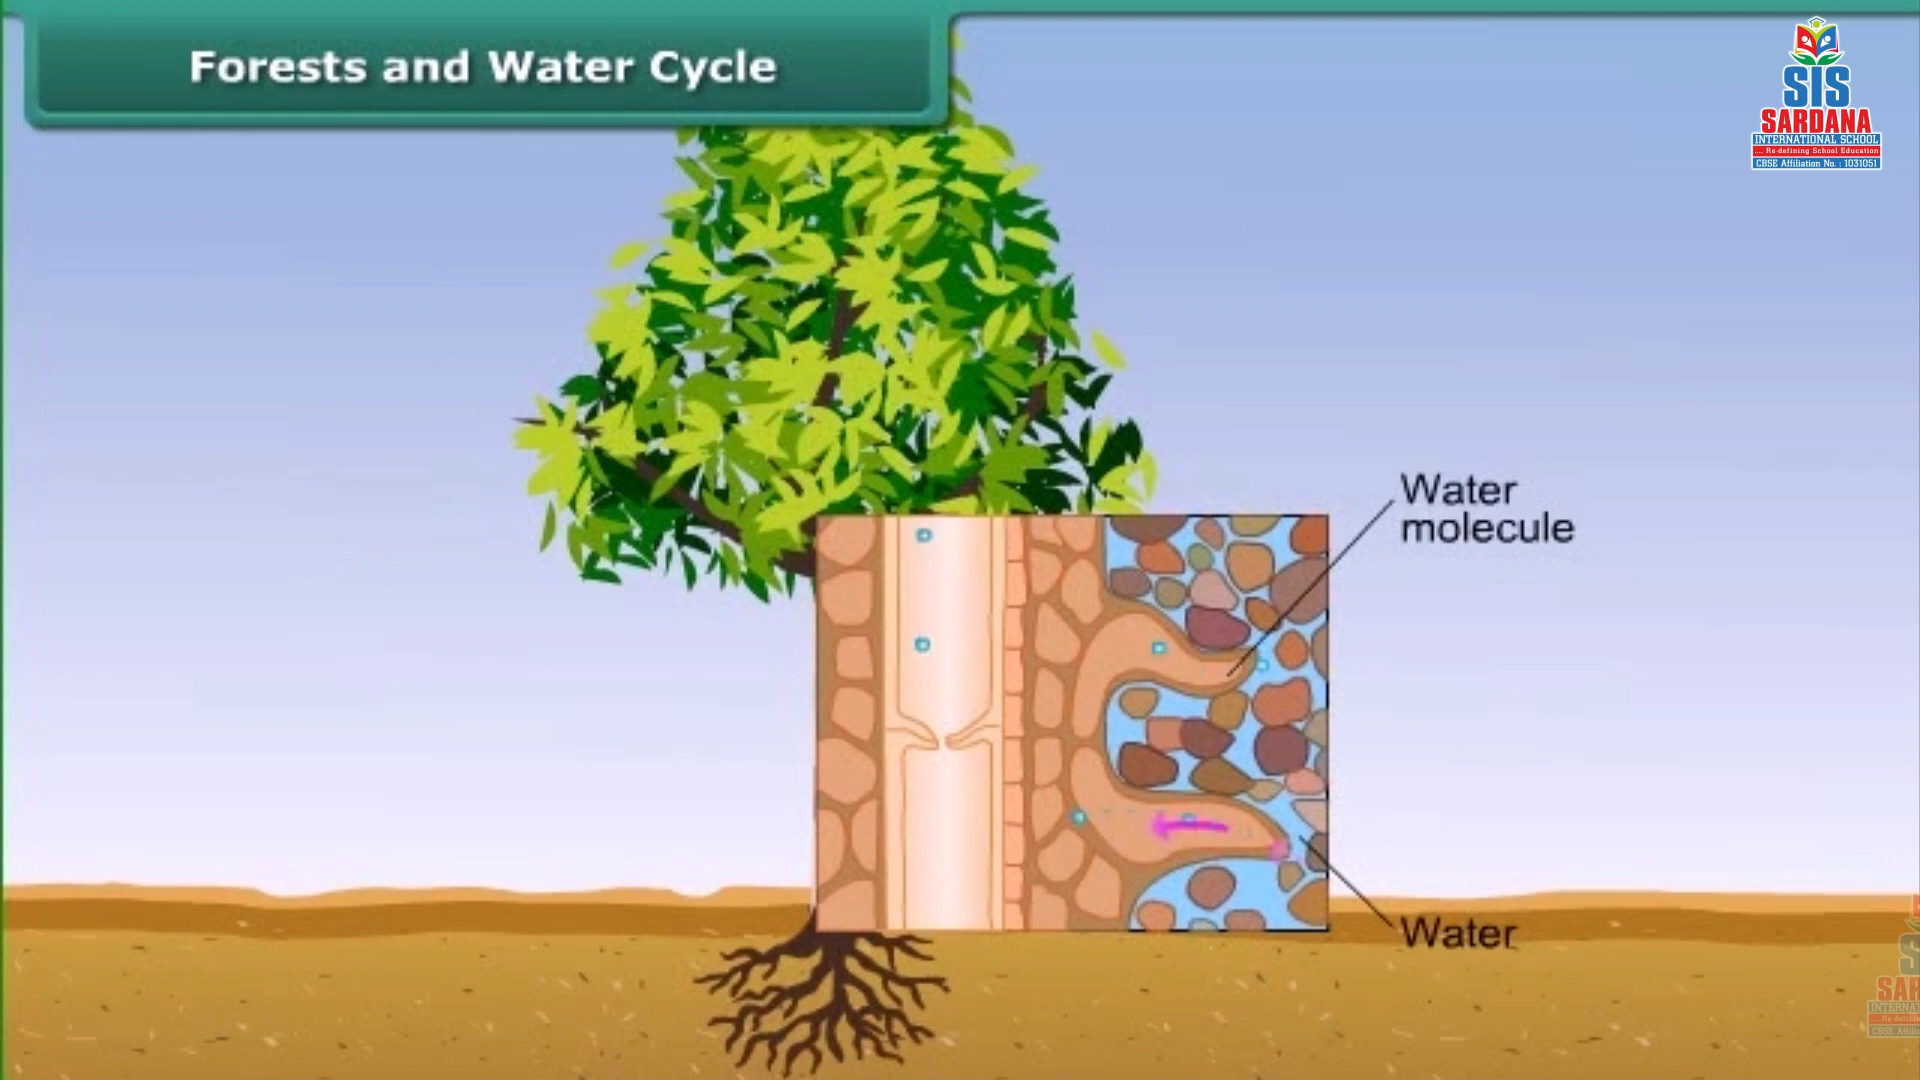 Forests and Water Cycle
SIS
SARDANA
INTERNATIONAL SCHOOL
.... Re-defining School Education
CBSE Affiliation No. : 1031051
Water
molecule
Water